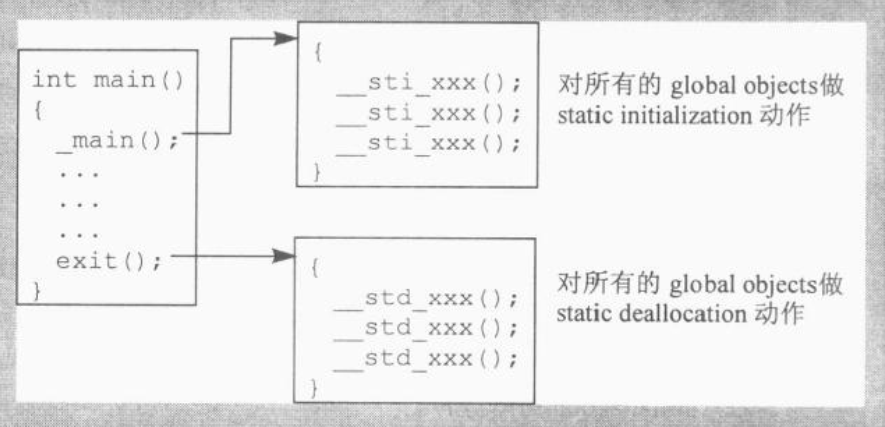 int main()
{
_main();
...
...
...
exit();
}
{
__sti_xxx();
__sti_xxx();
__sti_xxx();
}
对所有的 global objects做
static initialization 动作
{
__std_xxx();
__std_xxx();
__std_xxx();
}
对所有的 global objects做
static deallocation 动作